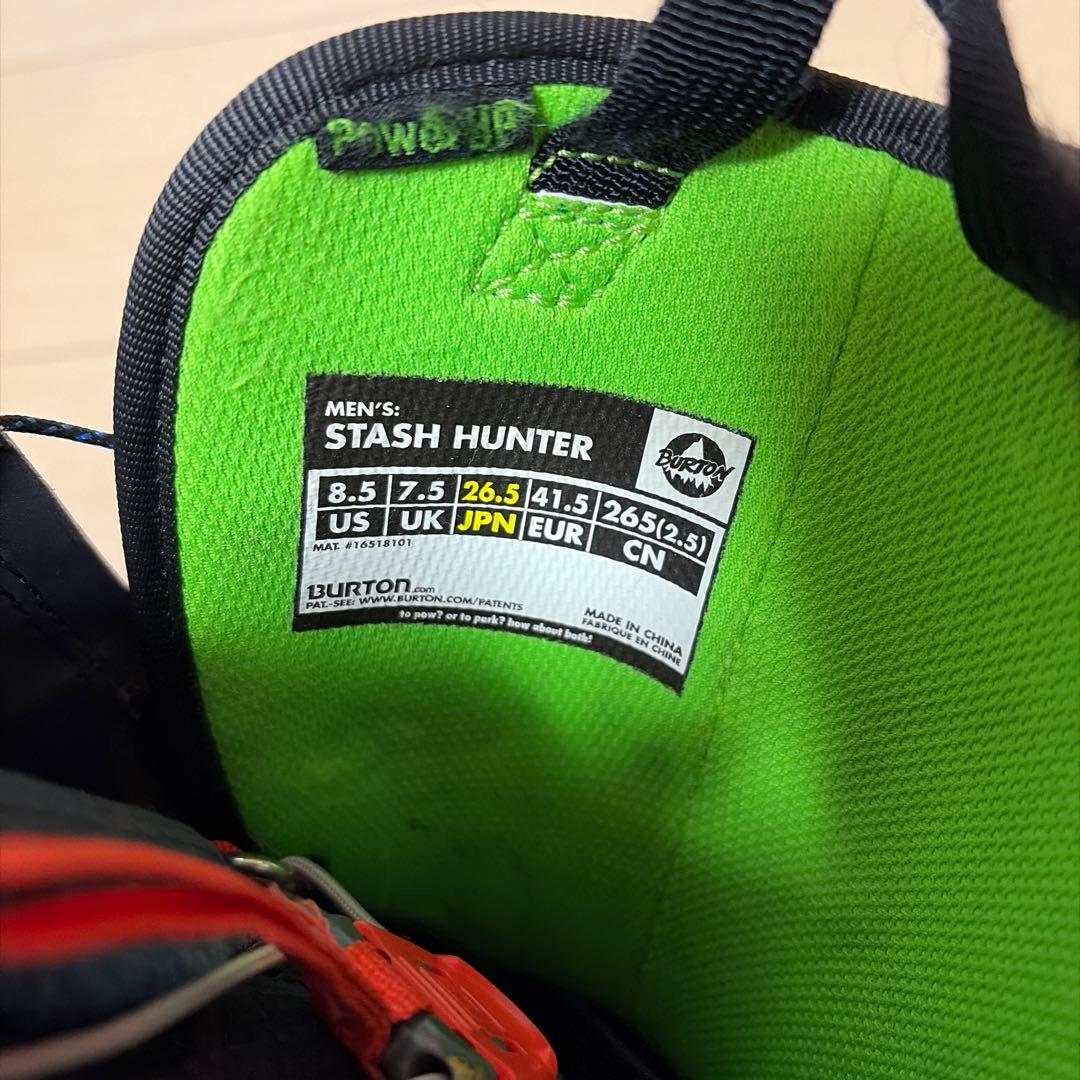 Pow & UP
MEN'S:
STASH HUNTER
BURTON
8.5 7.5 26.5 41.5 265(2.5)
US UK JPN EUR CN
MAT. #16518101
BURTON.com
PAT.-SEE: WWW.BURTON.COM/PATENTS
to pow? or to park? how about both!
MADE IN CHINA
FABRIQUE EN CHINE